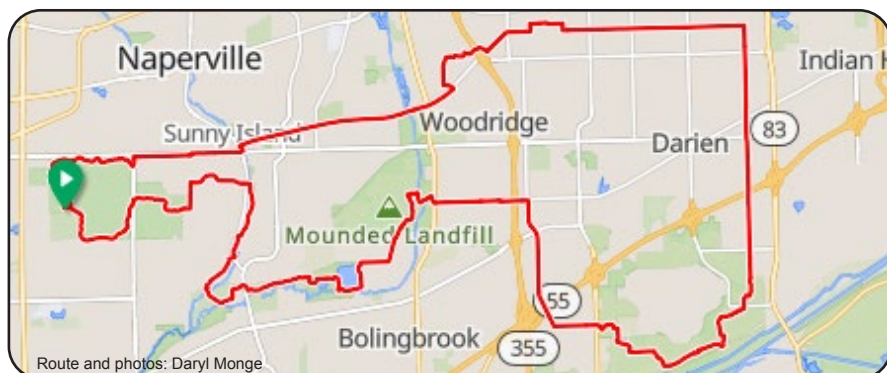 Naperville
Indian H
Sunny Island
Woodridge
83
Darien
Mounded Landfill
55
Bolingbrook
355
Route and photos: Daryl Monge